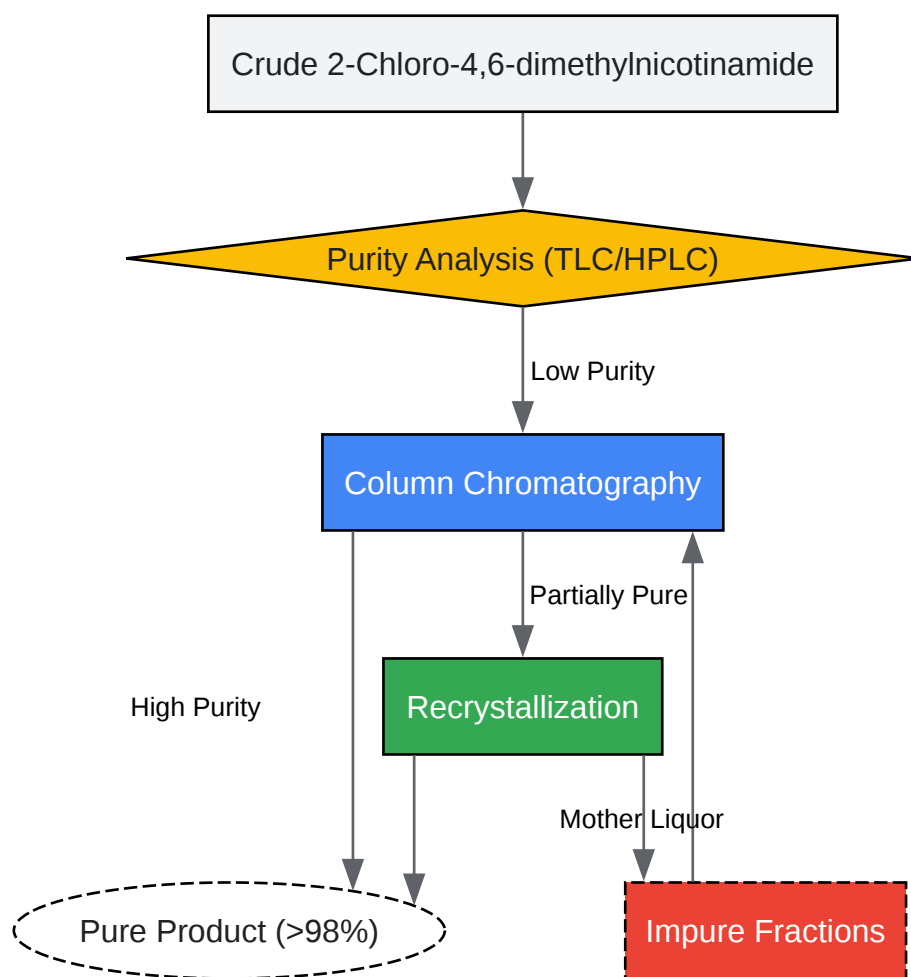 Crude 2-Chloro-4,6-dimethylnicotinamide
Purity Analysis (TLC/HPLC)
Low Purity
Column Chromatography
Partially Pure
Recrystallization
High Purity
Mother Liquor
Pure Product (>98%)
Impure Fractions